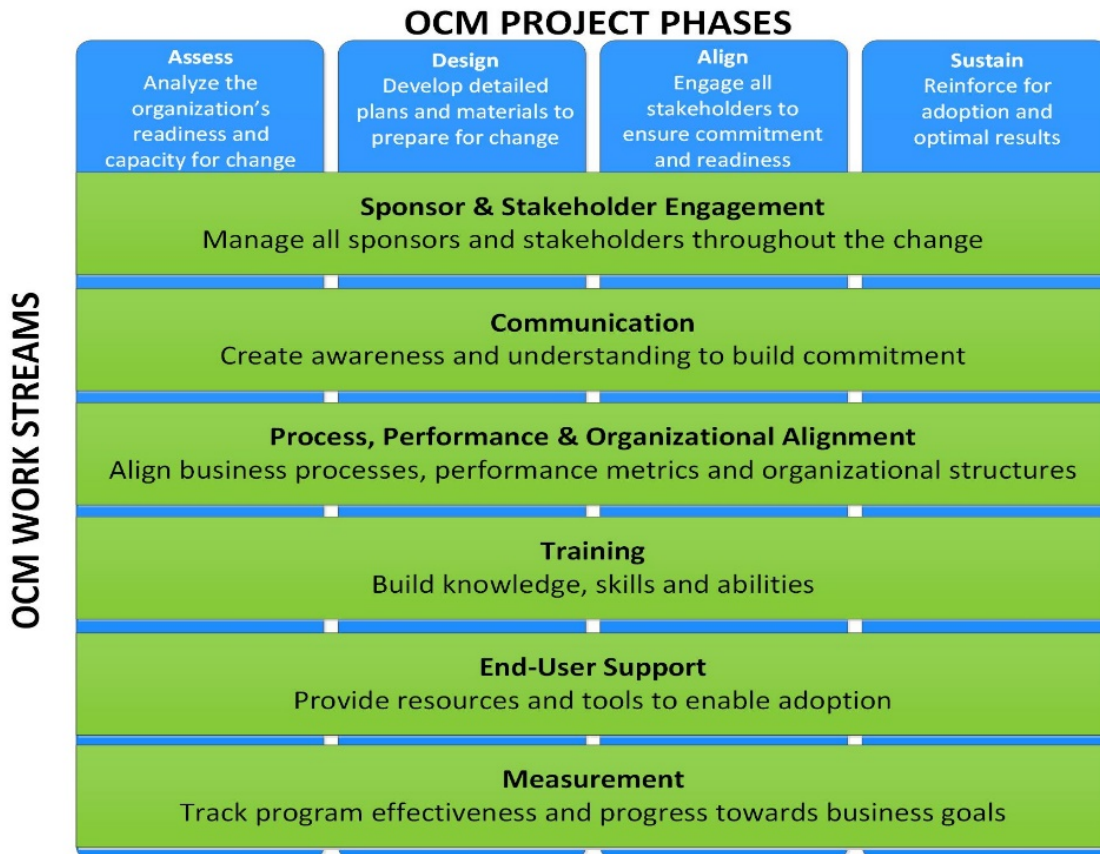 OCM PROJECT PHASES
Assess
Analyze the
organization's
readiness and
capacity for change
Design
Develop detailed
plans and materials to
prepare for change
Align
Engage all
stakeholders to
ensure commitment
and readiness
Sustain
Reinforce for
adoption and
optimal results
OCM WORK STREAMS
Sponsor & Stakeholder Engagement
Manage all sponsors and stakeholders throughout the change
Communication
Create awareness and understanding to build commitment
Process, Performance & Organizational Alignment
Align business processes, performance metrics and organizational structures
Training
Build knowledge, skills and abilities
End-User Support
Provide resources and tools to enable adoption
Measurement
Track program effectiveness and progress towards business goals